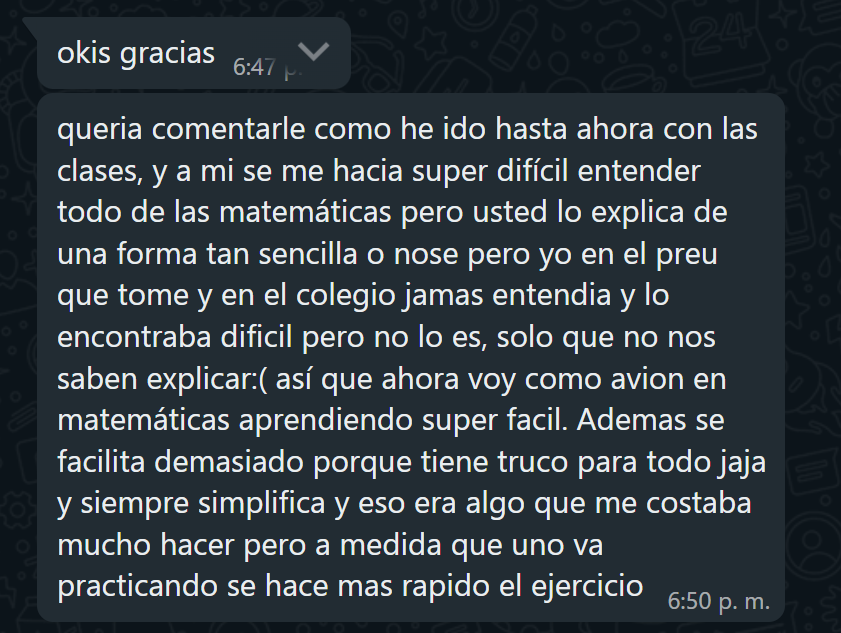 okis gracias
6:47 p.
queria comentarle como he ido hasta ahora con las
clases, y a mi se me hacia super difícil entender
todo de las matemáticas pero usted lo explica de
una forma tan sencilla o nose pero yo en el preu
que tome y en el colegio jamas entendia y lo
encontraba dificil pero no lo es, solo que no nos
saben explicar:( así que ahora voy como avion en
matemáticas aprendiendo super facil. Ademas se
facilita demasiado porque tiene truco para todo jaja
y siempre simplifica y eso era algo que me costaba
mucho hacer pero a medida que uno va
practicando se hace mas rapido el ejercicio
6:50 p. m.